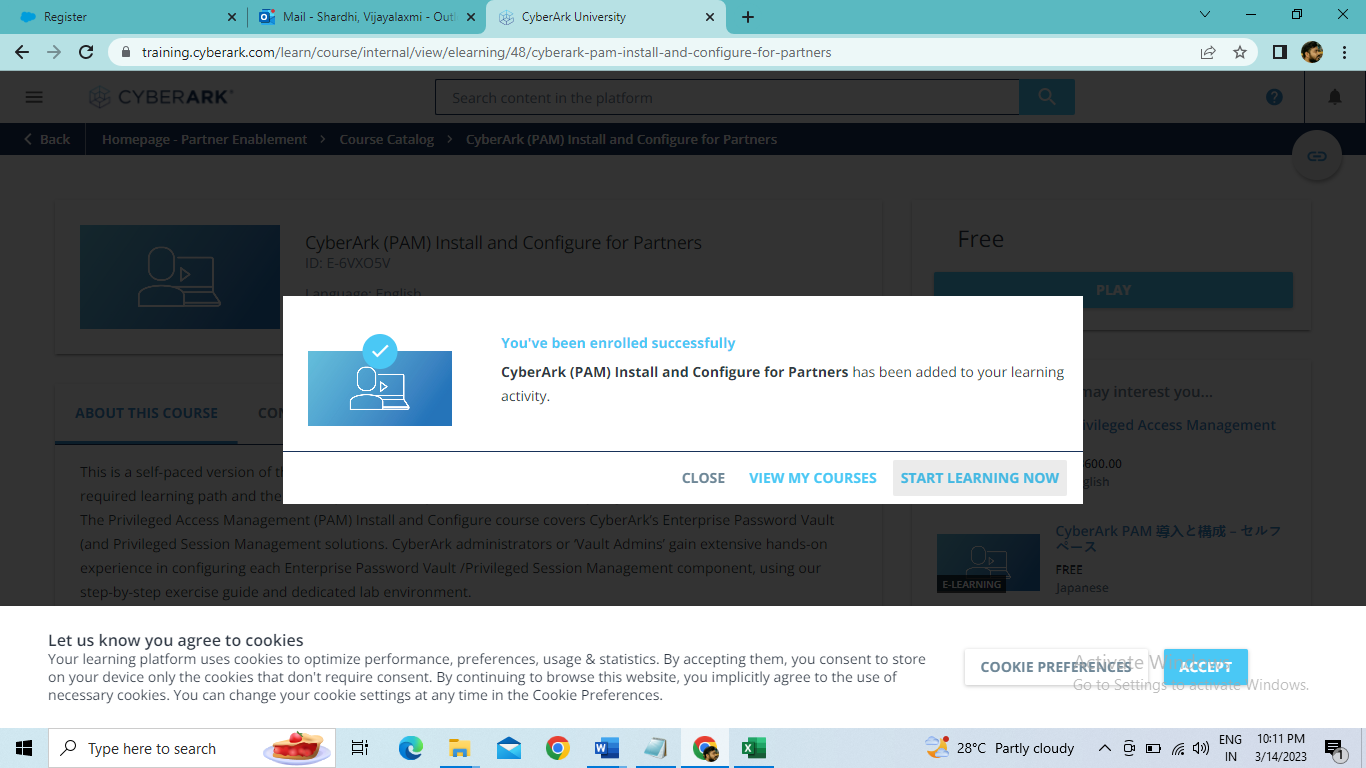 Register
Mail - Shardhi, Vijayalaxmi - Outl
CyberArk University
training.cyberark.com/learn/course/internal/view/elearning/48/cyberark-pam-install-and-configure-for-partners
CYBERARK
Search content in the platform
Back
Homepage - Partner Enablement > Course Catalog > CyberArk (PAM) Install and Configure for Partners
CyberArk (PAM) Install and Configure for Partners
ID: E-6VXO5V
Language: English
Free
PLAY
You've been enrolled successfully
CyberArk (PAM) Install and Configure for Partners has been added to your learning
activity.
CLOSE
VIEW MY COURSES
START LEARNING NOW
ABOUT THIS COURSE
This is a self-paced version of
required learning path and the
The Privileged Access Management (PAM) Install and Configure course covers CyberArk's Enterprise Password Vault
(and Privileged Session Management solutions. CyberArk administrators or 'Vault Admins' gain extensive hands-on
experience in configuring each Enterprise Password Vault /Privileged Session Management component, using our
step-by-step exercise guide and dedicated lab environment.
may interest you...
Access Management
600.00
CyberArk PAM 導入と構成 – セルフ
ペース
FREE
Japanese
E-LEARNING
Let us know you agree to cookies
Your learning platform uses cookies to optimize performance, preferences, usage & statistics. By accepting them, you consent to store
on your device only the cookies that don't require consent. By continuing to browse this website, you implicitly agree to the use of
necessary cookies. You can change your cookie settings at any time in the Cookie Preferences.
COOKIE PREFERENCES
ACCEPT
Activate Windows
Go to Settings to activate Windows.
Type here to search
28°C Partly cloudy
ENG
IN
10:11 PM
3/14/2023
1